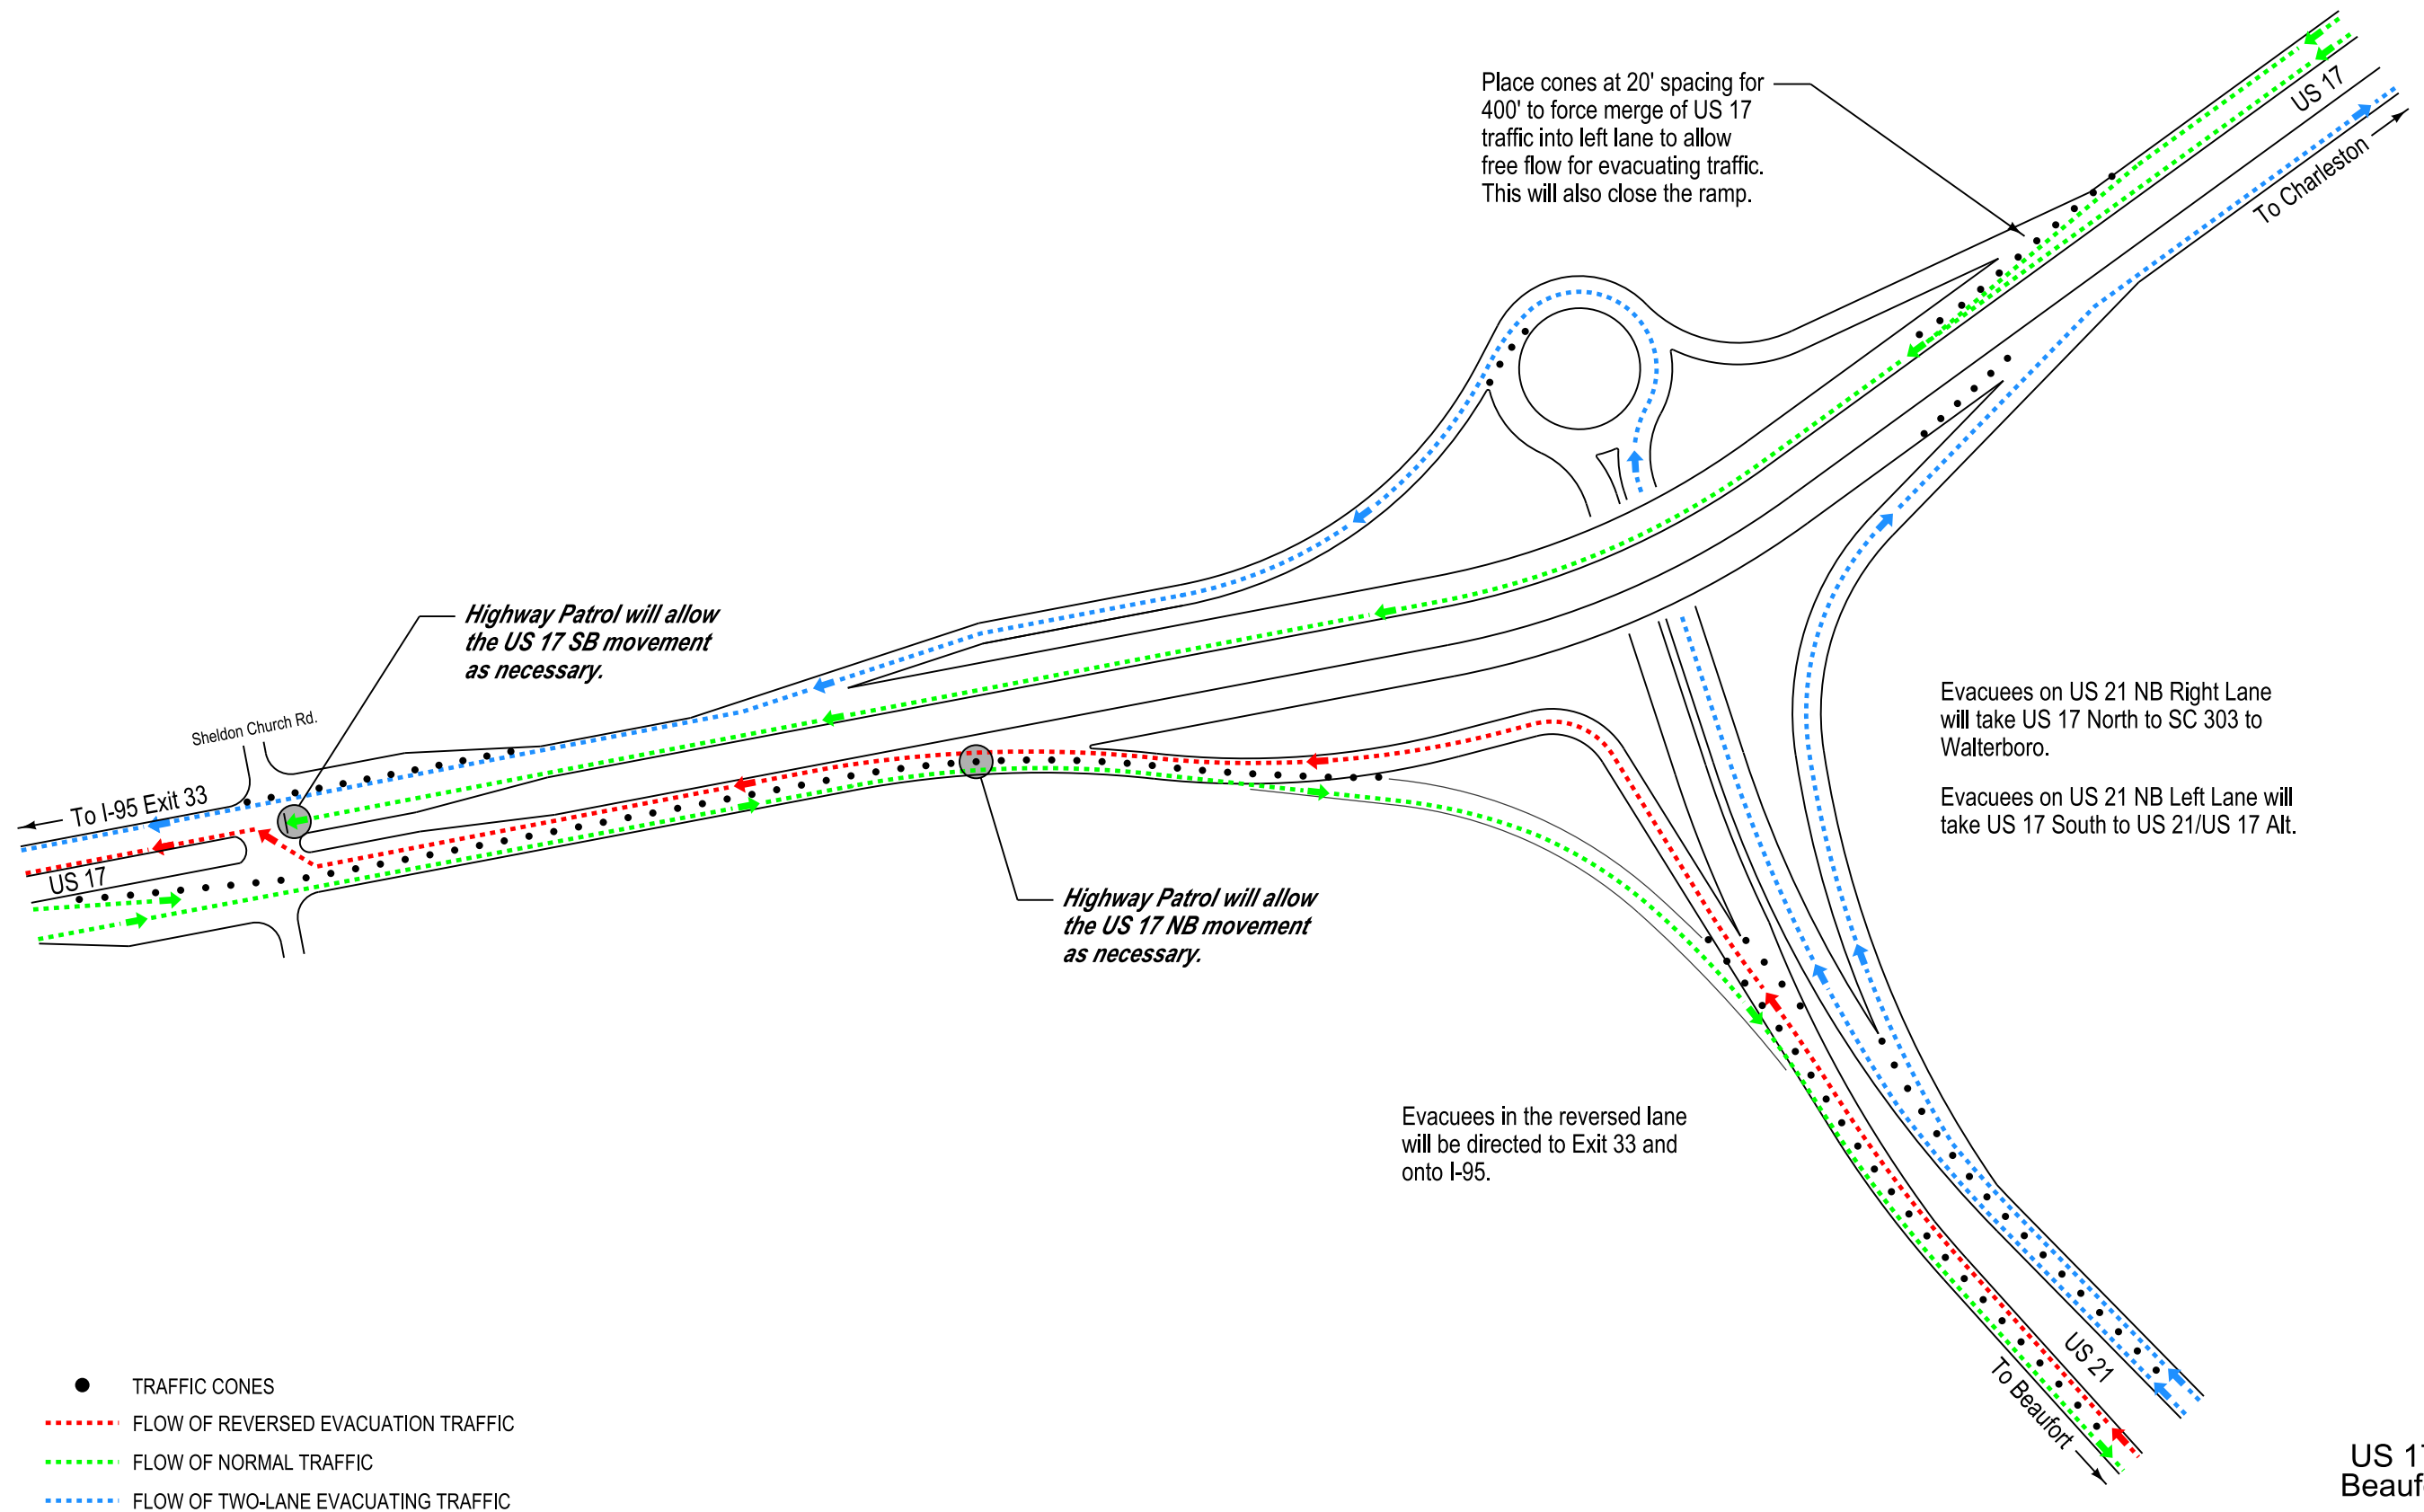 Place cones at 20' spacing for
400' to force merge of US 17
traffic into left lane to allow
free flow for evacuating traffic.
This will also close the ramp.
US 17
To Charleston
Highway Patrol will allow
the US 17 SB movement
as necessary.
Sheldon Church Rd.
To I-95 Exit 33
US 17
Evacuees on US 21 NB Right Lane
will take US 17 North to SC 303 to
Walterboro.
Evacuees on US 21 NB Left Lane will
take US 17 South to US 21/US 17 Alt.
Highway Patrol will allow
the US 17 NB movement
as necessary.
Evacuees in the reversed lane
will be directed to Exit 33 and
onto I-95.
US 21
To Beaufort
TRAFFIC CONES
FLOW OF REVERSED EVACUATION TRAFFIC
FLOW OF NORMAL TRAFFIC
FLOW OF TWO-LANE EVACUATING TRAFFIC
US